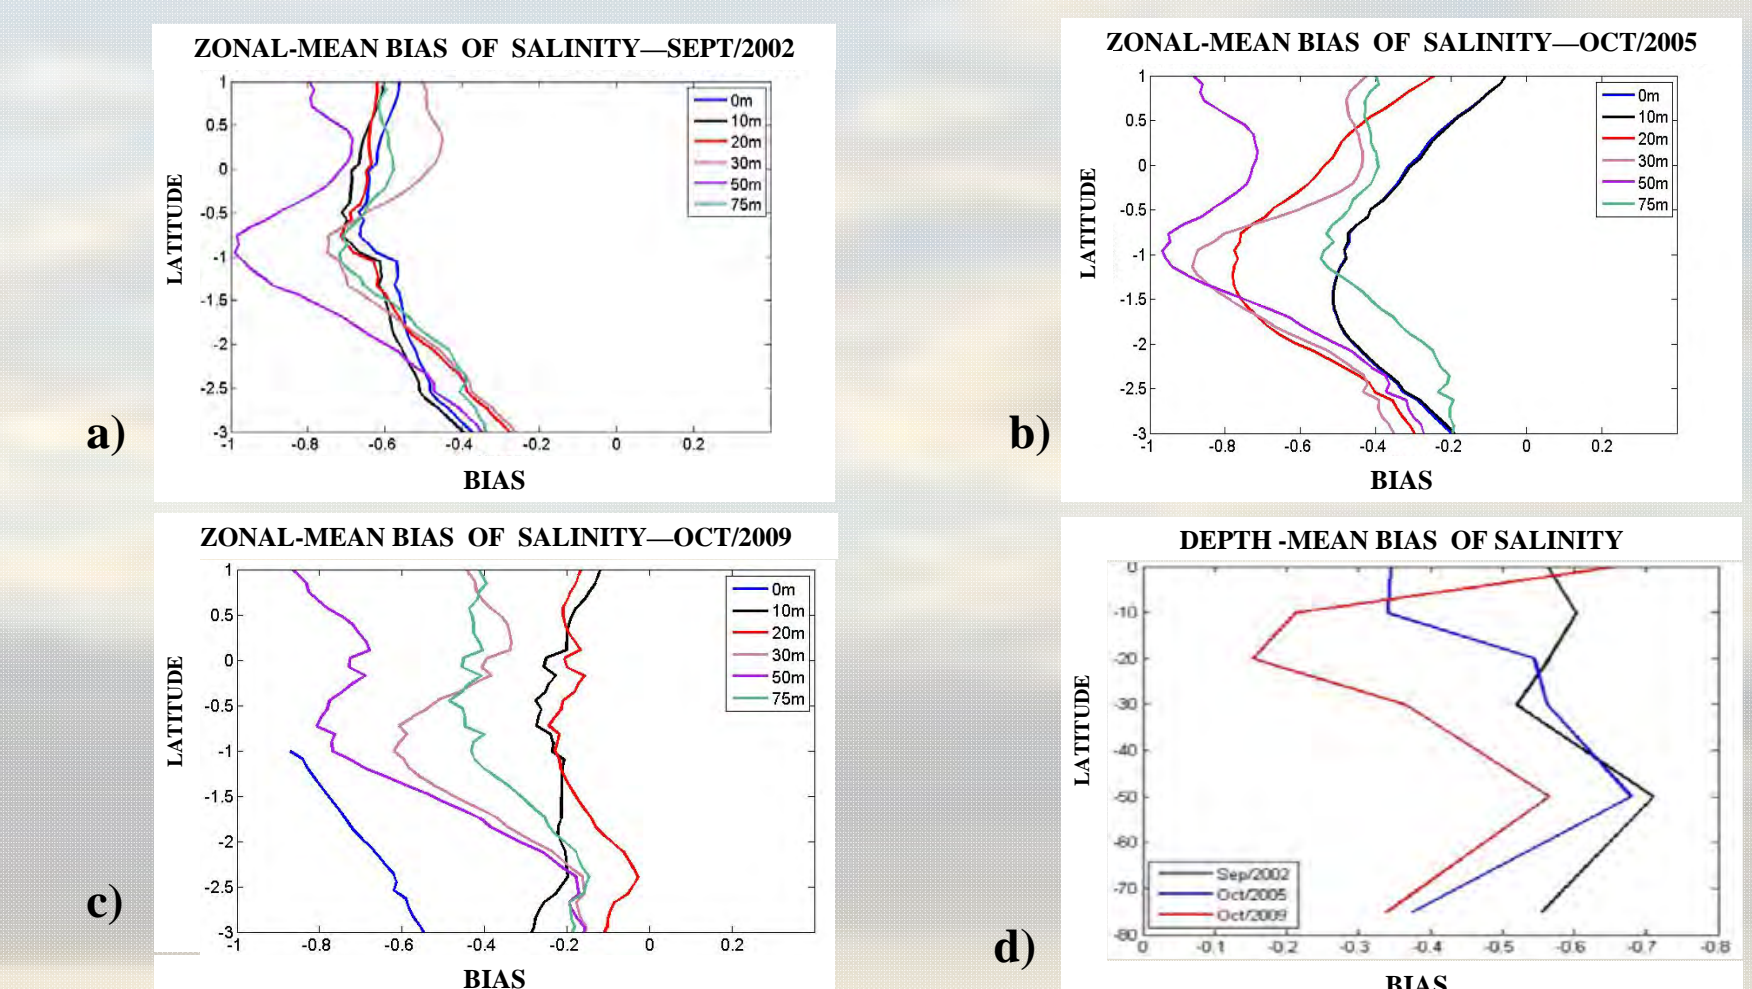 ZONAL-MEAN BIAS OF SALINITY—SEPT/2002
1
0.5
0
-0.5
-1
-1.5
-2
-2.5
-3
-1 -0.8 -0.6 -0.4 -0.2 0 0.2
LATITUDE
BIAS
0m
10m
20m
30m
50m
75m
a)
ZONAL-MEAN BIAS OF SALINITY—OCT/2005
1
0.5
0
-0.5
-1
-1.5
-2
-2.5
-3
-1 -0.8 -0.6 -0.4 -0.2 0 0.2
LATITUDE
BIAS
0m
10m
20m
30m
50m
75m
b)
ZONAL-MEAN BIAS OF SALINITY—OCT/2009
1
0.5
0
-0.5
-1
-1.5
-2
-2.5
-3
-1 -0.8 -0.6 -0.4 -0.2 0 0.2
LATITUDE
BIAS
0m
10m
20m
30m
50m
75m
c)
DEPTH -MEAN BIAS OF SALINITY
0
-10
-20
-30
-40
-50
-60
-70
-80
0 -0.1 -0.2 -0.3 -0.4 -0.5 -0.6 -0.7 -0.8
LATITUDE
BIAS
Sep/2002
Oct/2005
Oct/2009
d)